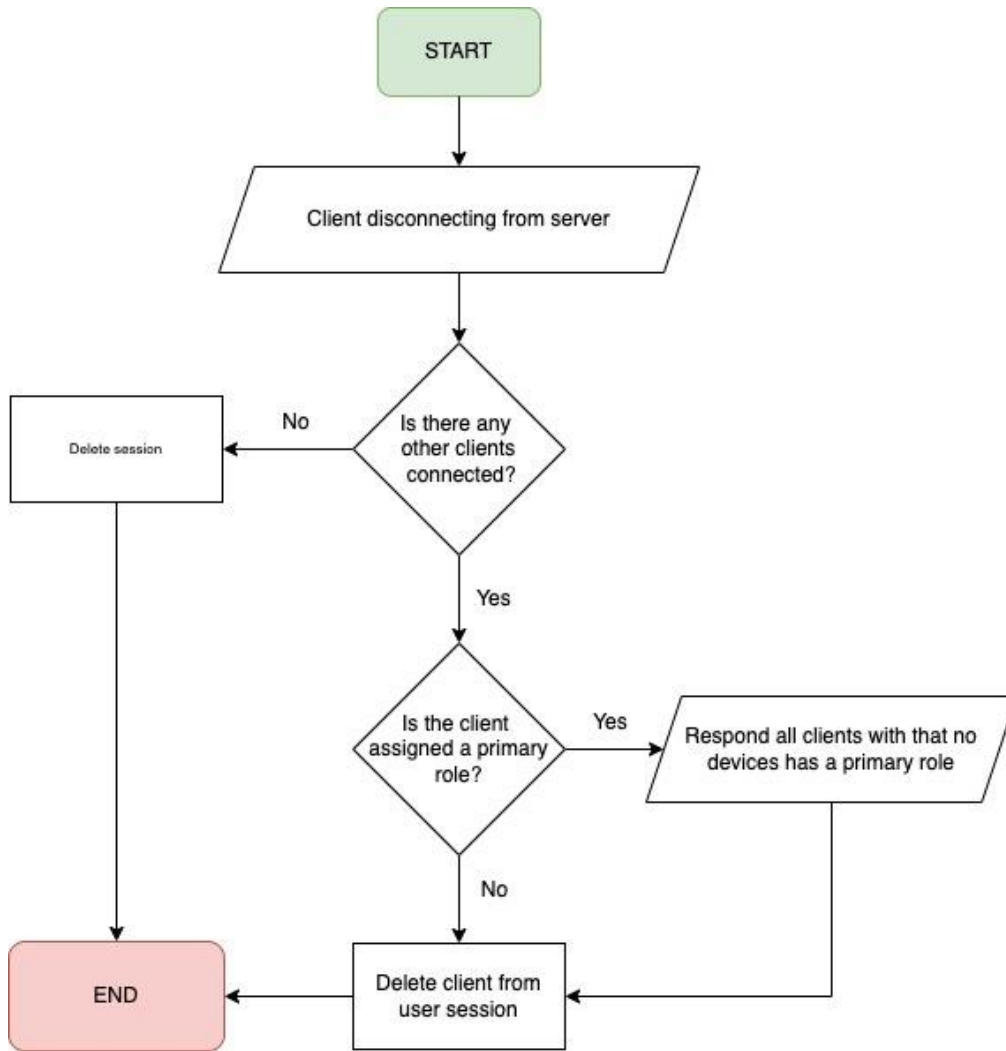 START
Client disconnecting from server
No
Is there any
other clients
connected?
Delete session
Yes
Is the client
assigned a primary
role?
Yes
Respond all clients with that no
devices has a primary role
No
END
Delete client from
user session